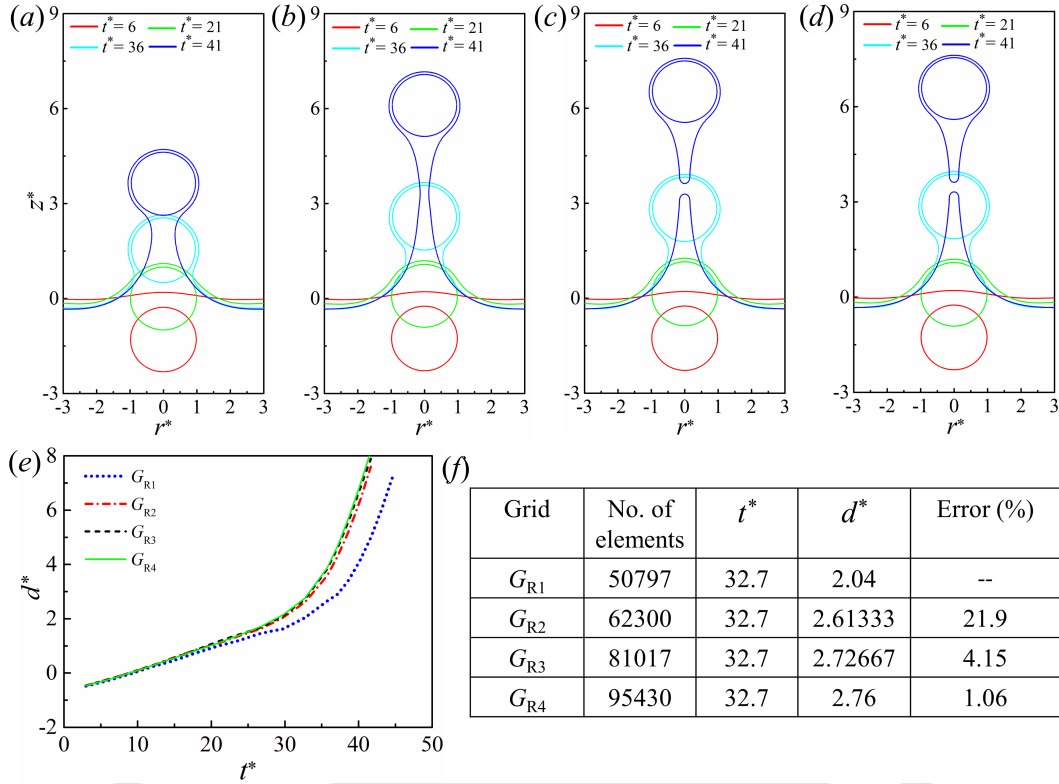 (a) (b) (c) (d)
t* = 6 t* = 21
t* = 36 t* = 41
t* = 6 t* = 21
t* = 36 t* = 41
t* = 6 t* = 21
t* = 36 t* = 41
t* = 6 t* = 21
t* = 36 t* = 41
z*
9
6
3
0
-3
-3 -2 -1 0 1 2 3
r*
9
6
3
0
-3
-3 -2 -1 0 1 2 3
r*
9
6
3
0
-3
-3 -2 -1 0 1 2 3
r*
9
6
3
0
-3
-3 -2 -1 0 1 2 3
r*
(e)
d*
8
6
4
2
0
-2
G_R1
G_R2
G_R3
G_R4
0 10 20 30 40 50
t*
(f)
Grid No. of elements t* d* Error (%)
G_R1 50797 32.7 2.04 --
G_R2 62300 32.7 2.61333 21.9
G_R3 81017 32.7 2.72667 4.15
G_R4 95430 32.7 2.76 1.06